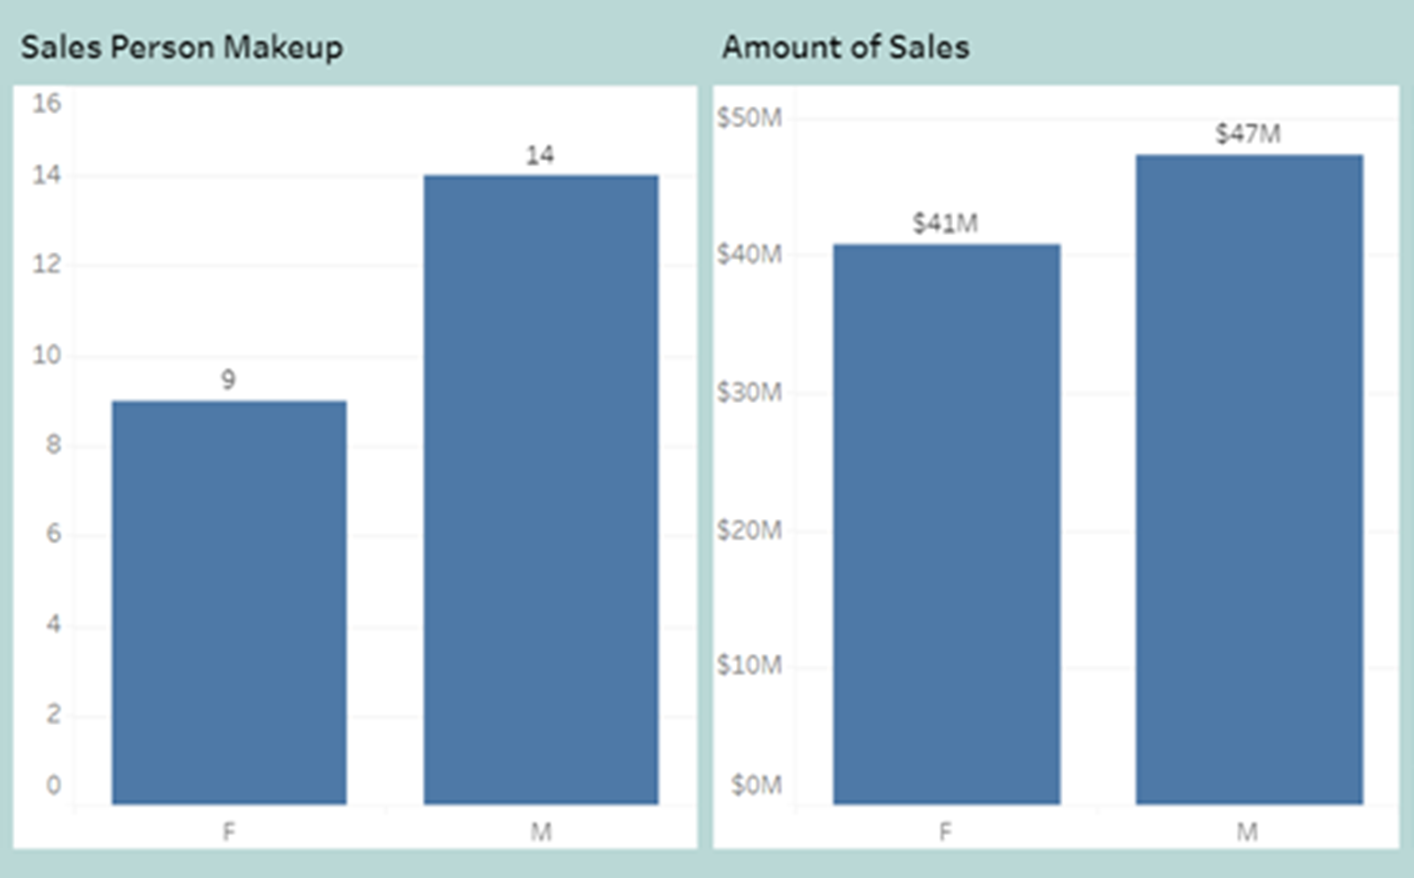 Sales Person Makeup
16
14
12
10
8
6
4
2
0
9
14
F
M
Amount of Sales
$50M
$40M
$30M
$20M
$10M
$0M
$41M
$47M
F
M